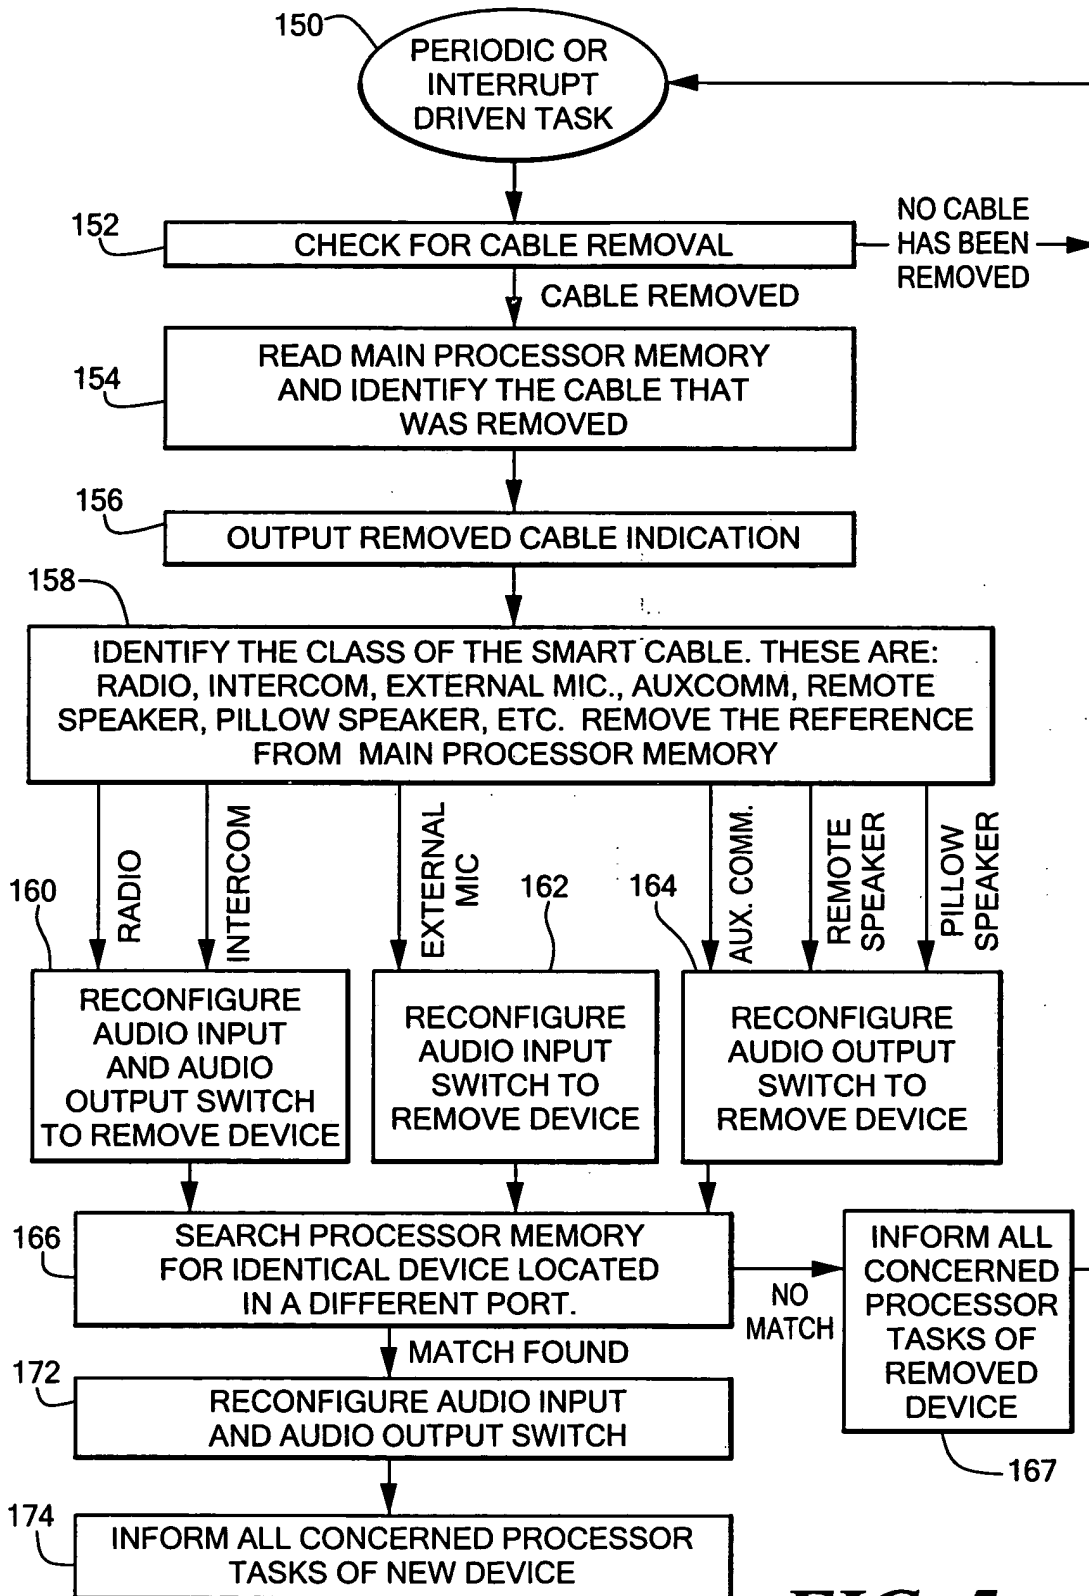 150
PERIODIC OR
INTERRUPT
DRIVEN TASK
152
CHECK FOR CABLE REMOVAL
NO CABLE
HAS BEEN
REMOVED
CABLE REMOVED
154
READ MAIN PROCESSOR MEMORY
AND IDENTIFY THE CABLE THAT
WAS REMOVED
156
OUTPUT REMOVED CABLE INDICATION
158
IDENTIFY THE CLASS OF THE SMART CABLE. THESE ARE:
RADIO, INTERCOM, EXTERNAL MIC., AUXCOMM, REMOTE
SPEAKER, PILLOW SPEAKER, ETC. REMOVE THE REFERENCE
FROM MAIN PROCESSOR MEMORY
RADIO
INTERCOM
EXTERNAL
MIC
AUX. COMM.
REMOTE
SPEAKER
PILLOW
SPEAKER
160
RECONFIGURE
AUDIO INPUT
AND AUDIO
OUTPUT SWITCH
TO REMOVE DEVICE
162
RECONFIGURE
AUDIO INPUT
SWITCH TO
REMOVE DEVICE
164
RECONFIGURE
AUDIO OUTPUT
SWITCH TO
REMOVE DEVICE
166
SEARCH PROCESSOR MEMORY
FOR IDENTICAL DEVICE LOCATED
IN A DIFFERENT PORT.
NO
MATCH
INFORM ALL
CONCERNED
PROCESSOR
TASKS OF
REMOVED
DEVICE
167
MATCH FOUND
172
RECONFIGURE AUDIO INPUT
AND AUDIO OUTPUT SWITCH
174
INFORM ALL CONCERNED PROCESSOR
TASKS OF NEW DEVICE